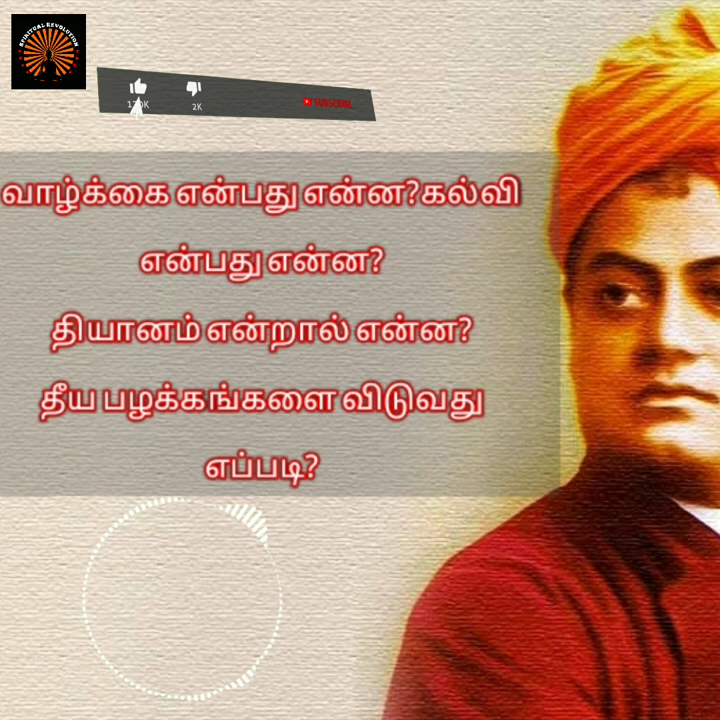 SPIRITUAL REVOLUTION
2K
SUBSCRIBE
வாழ்க்கை என்பது என்ன?கல்வி
என்பது என்ன?
தியானம் என்றால் என்ன?
தீய பழக்கங்களை விடுவது
எப்படி?